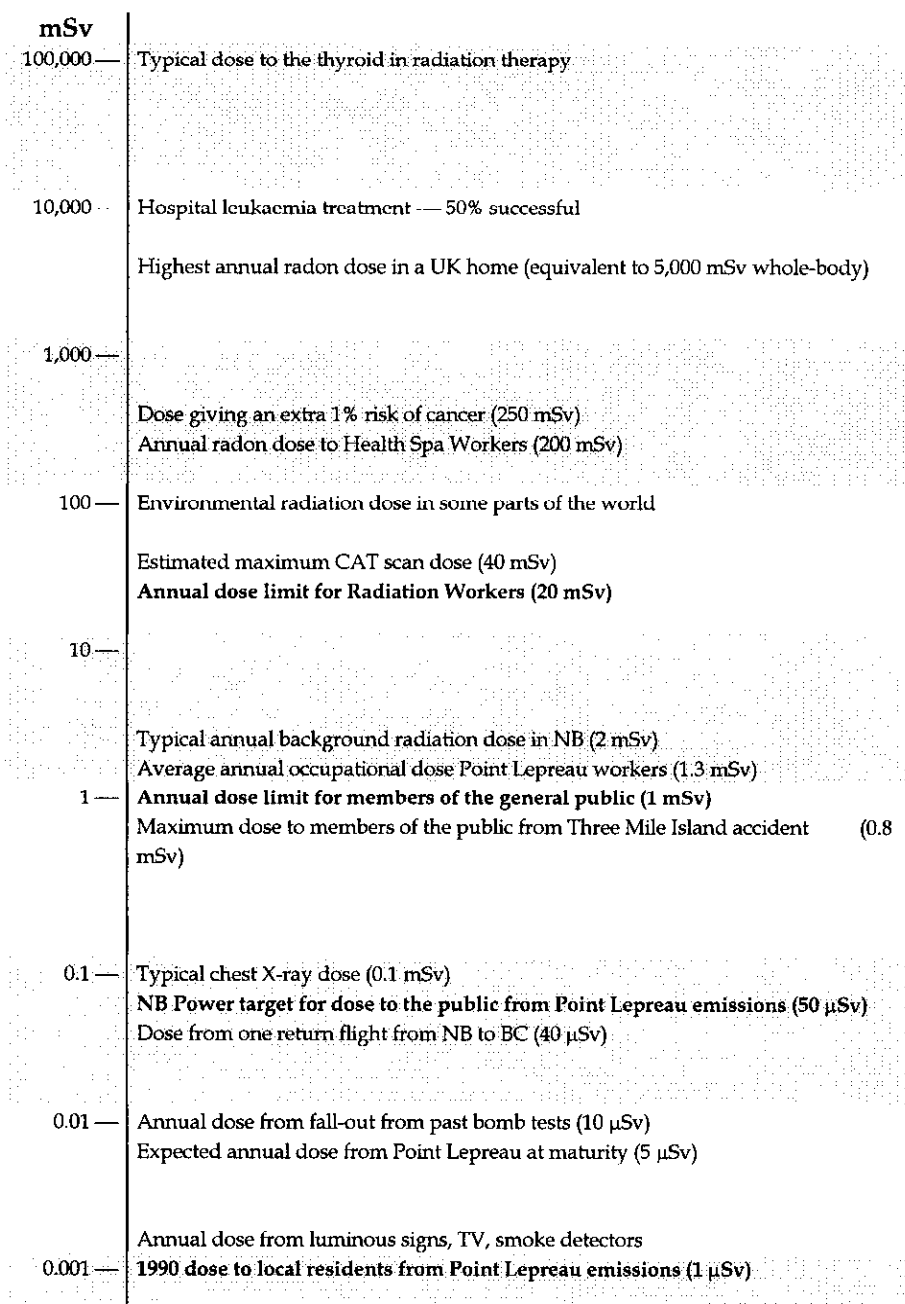 mSv
100,000 — Typical dose to the thyroid in radiation therapy
10,000 -- Hospital leukaemia treatment -— 50% successful
Highest annual radon dose in a UK home (equivalent to 5,000 mSv whole-body)
1,000 —
Dose giving an extra 1% risk of cancer (250 mSv)
Annual radon dose to Health Spa Workers (200 mSv)
100 — Environmental radiation dose in some parts of the world
Estimated maximum CAT scan dose (40 mSv)
Annual dose limit for Radiation Workers (20 mSv)
10 —
Typical annual background radiation dose in NB (2 mSv)
Average annual occupational dose Point Lepreau workers (1.3 mSv)
1 — Annual dose limit for members of the general public (1 mSv)
Maximum dose to members of the public from Three Mile Island accident (0.8
mSv)
0.1 — Typical chest X-ray dose (0.1 mSv)
NB Power target for dose to the public from Point Lepreau emissions (50 µSv)
Dose from one return flight from NB to BC (40 µSv)
0.01 — Annual dose from fall-out from past bomb tests (10 µSv)
Expected annual dose from Point Lepreau at maturity (5 µSv)
Annual dose from luminous signs, TV, smoke detectors
0.001 — 1990 dose to local residents from Point Lepreau emissions (1 µSv)